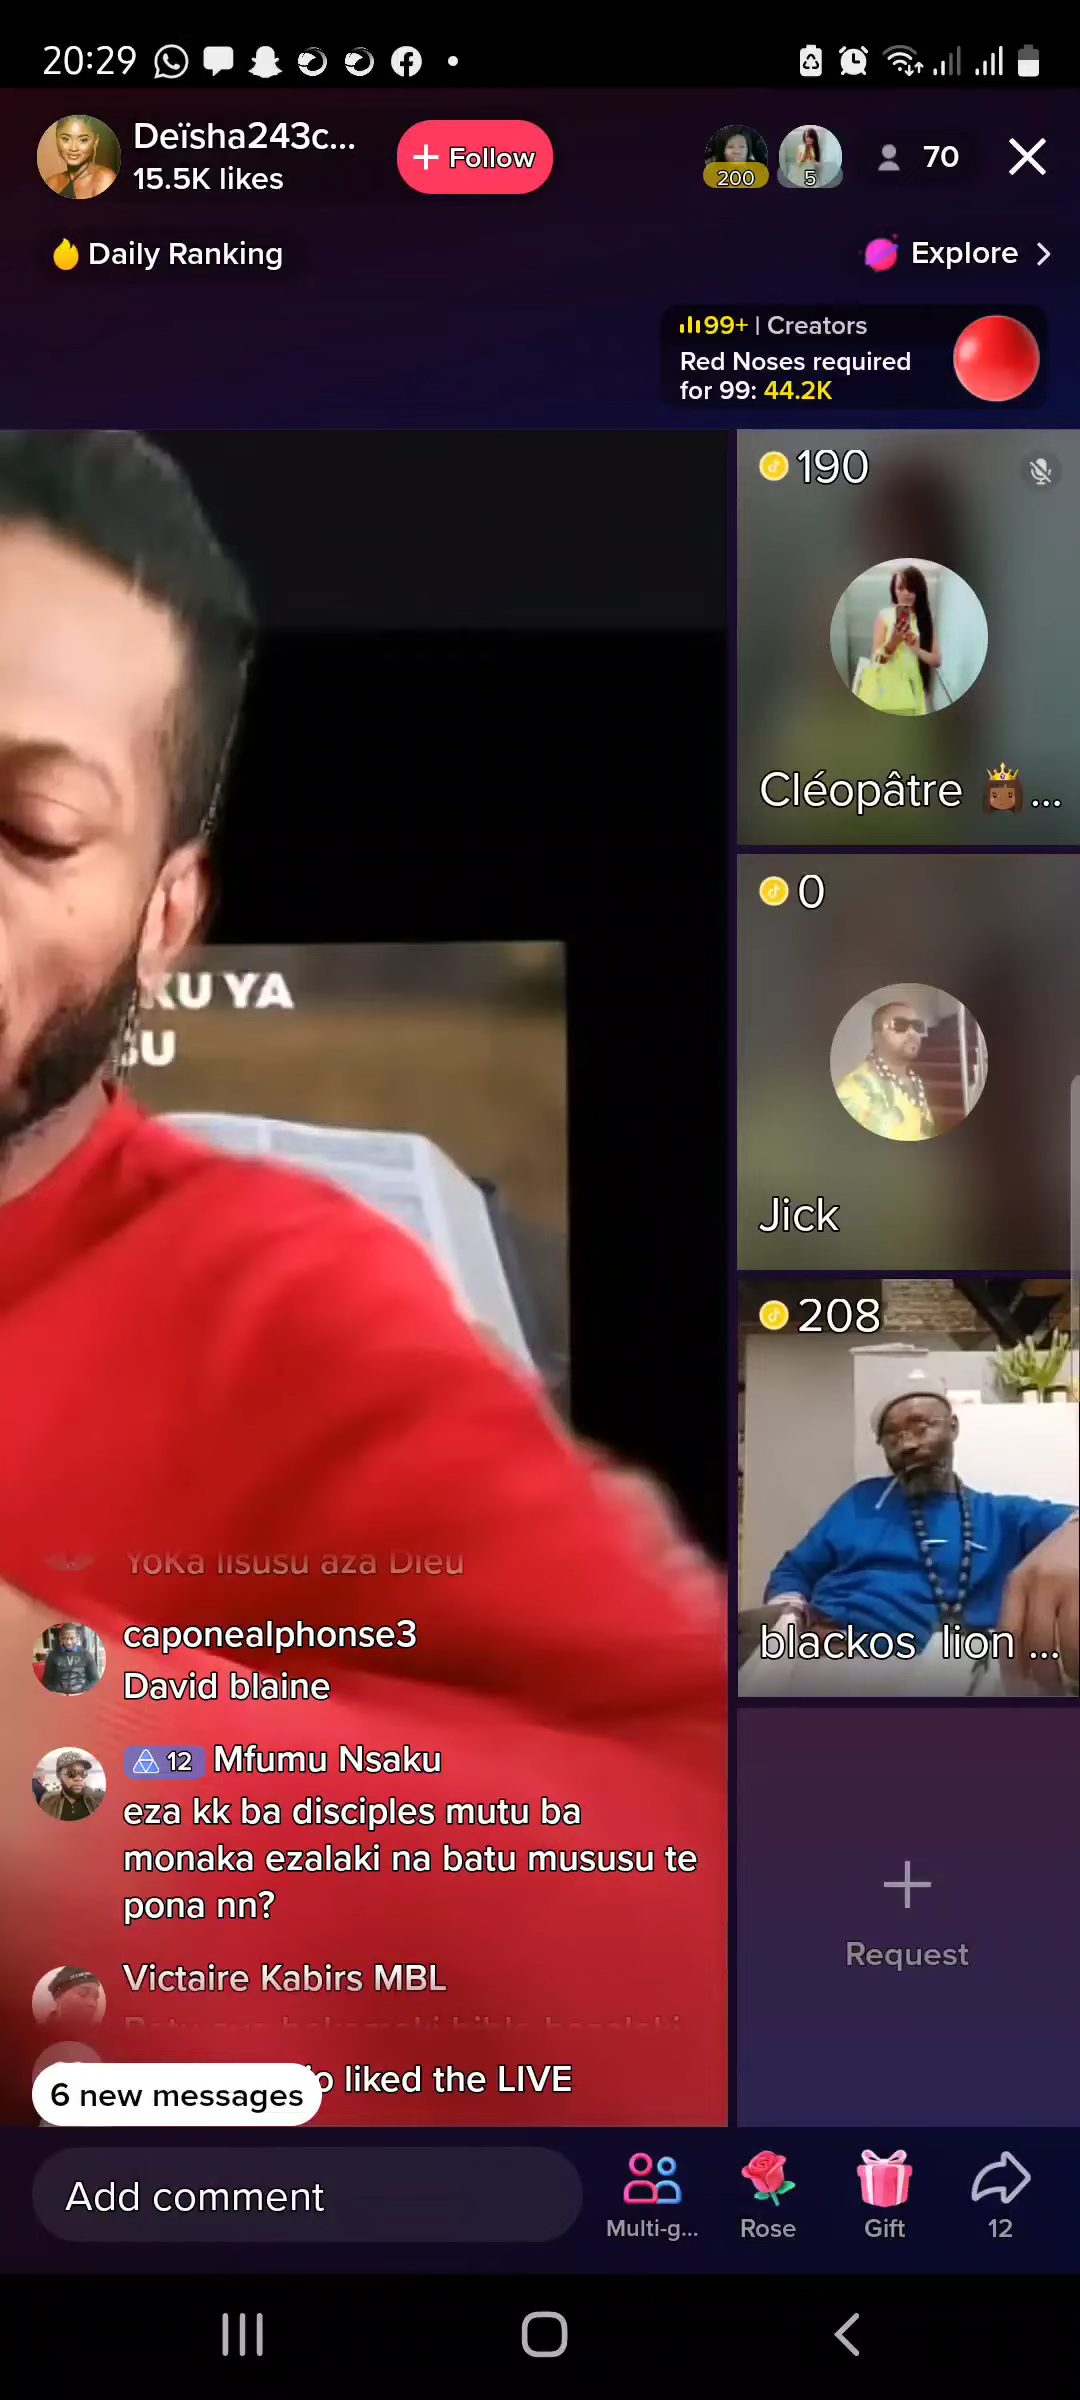 20:29
Deïsha243c...
15.5K likes
+ Follow
200
5
70
Daily Ranking
Explore
99+ | Creators
Red Noses required
for 99: 44.2K
190
Cléopâtre ...
0
Jick
208
blackos lion ...
KU YA
SU
YoKa Iisusu aza Dieu
caponealphonse3
David blaine
12 Mfumu Nsaku
eza kk ba disciples mutu ba
monaka ezalaki na batu mususu te
pona nn?
Victaire Kabirs MBL
liked the LIVE
6 new messages
Request
Add comment
Multi-g...
Rose
Gift
12